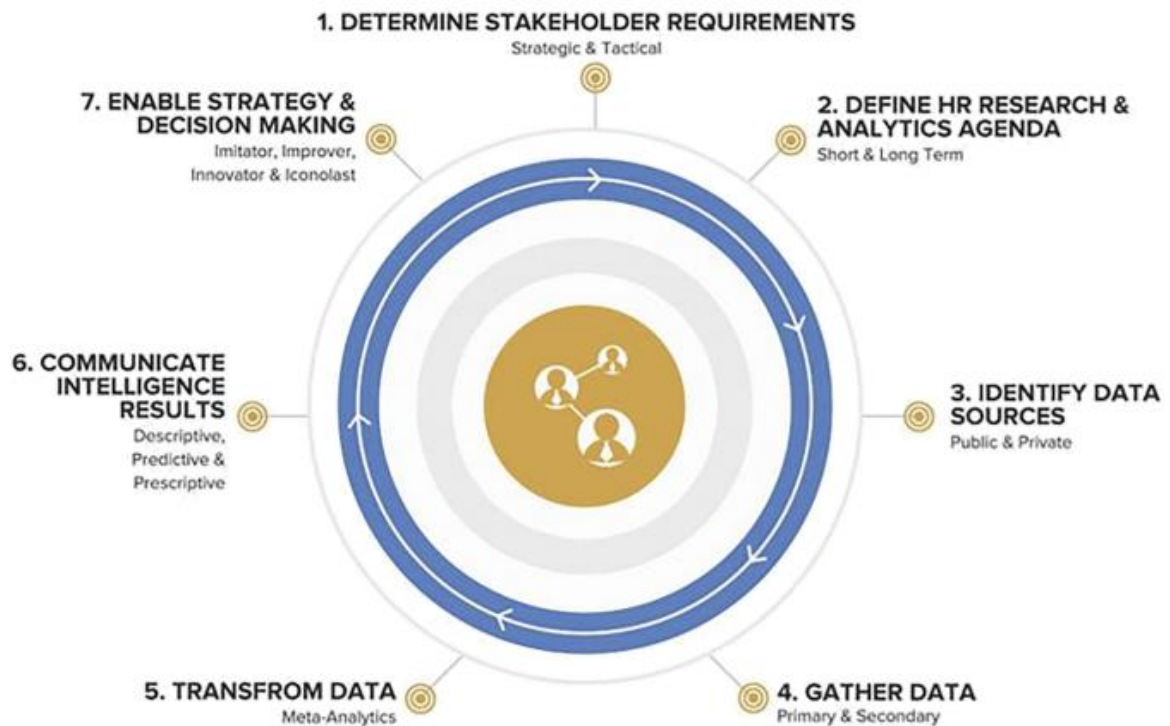 1. DETERMINE STAKEHOLDER REQUIREMENTS
Strategic & Tactical
2. DEFINE HR RESEARCH &
ANALYTICS AGENDA
Short & Long Term
3. IDENTIFY DATA
SOURCES
Public & Private
4. GATHER DATA
Primary & Secondary
5. TRANSFROM DATA
Meta-Analytics
6. COMMUNICATE
INTELLIGENCE
RESULTS
Descriptive,
Predictive &
Prescriptive
7. ENABLE STRATEGY &
DECISION MAKING
Imitator, Improver,
Innovator & Iconolast